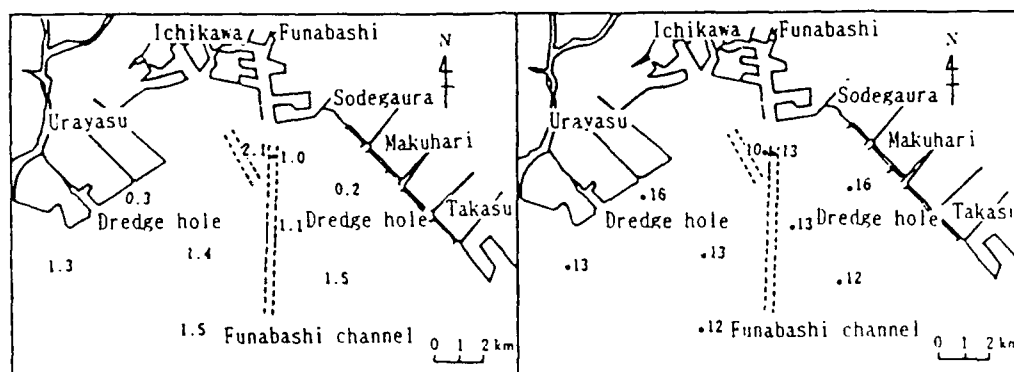 Ichikawa
Funabashi
N
Sodegaura
Urayasu
Makuhari
2.1
1.0
0.3
0.2
Takasu
Dredge hole
1.1
Dredge hole
1.4
1.3
1.5
1.5
Funabashi channel
0 1 2 km
Ichikawa
Funabashi
N
Sodegaura
Urayasu
Makuhari
10
13
16
16
Takasu
Dredge hole
13
Dredge hole
13
13
12
12
Funabashi channel
0 1 2 km